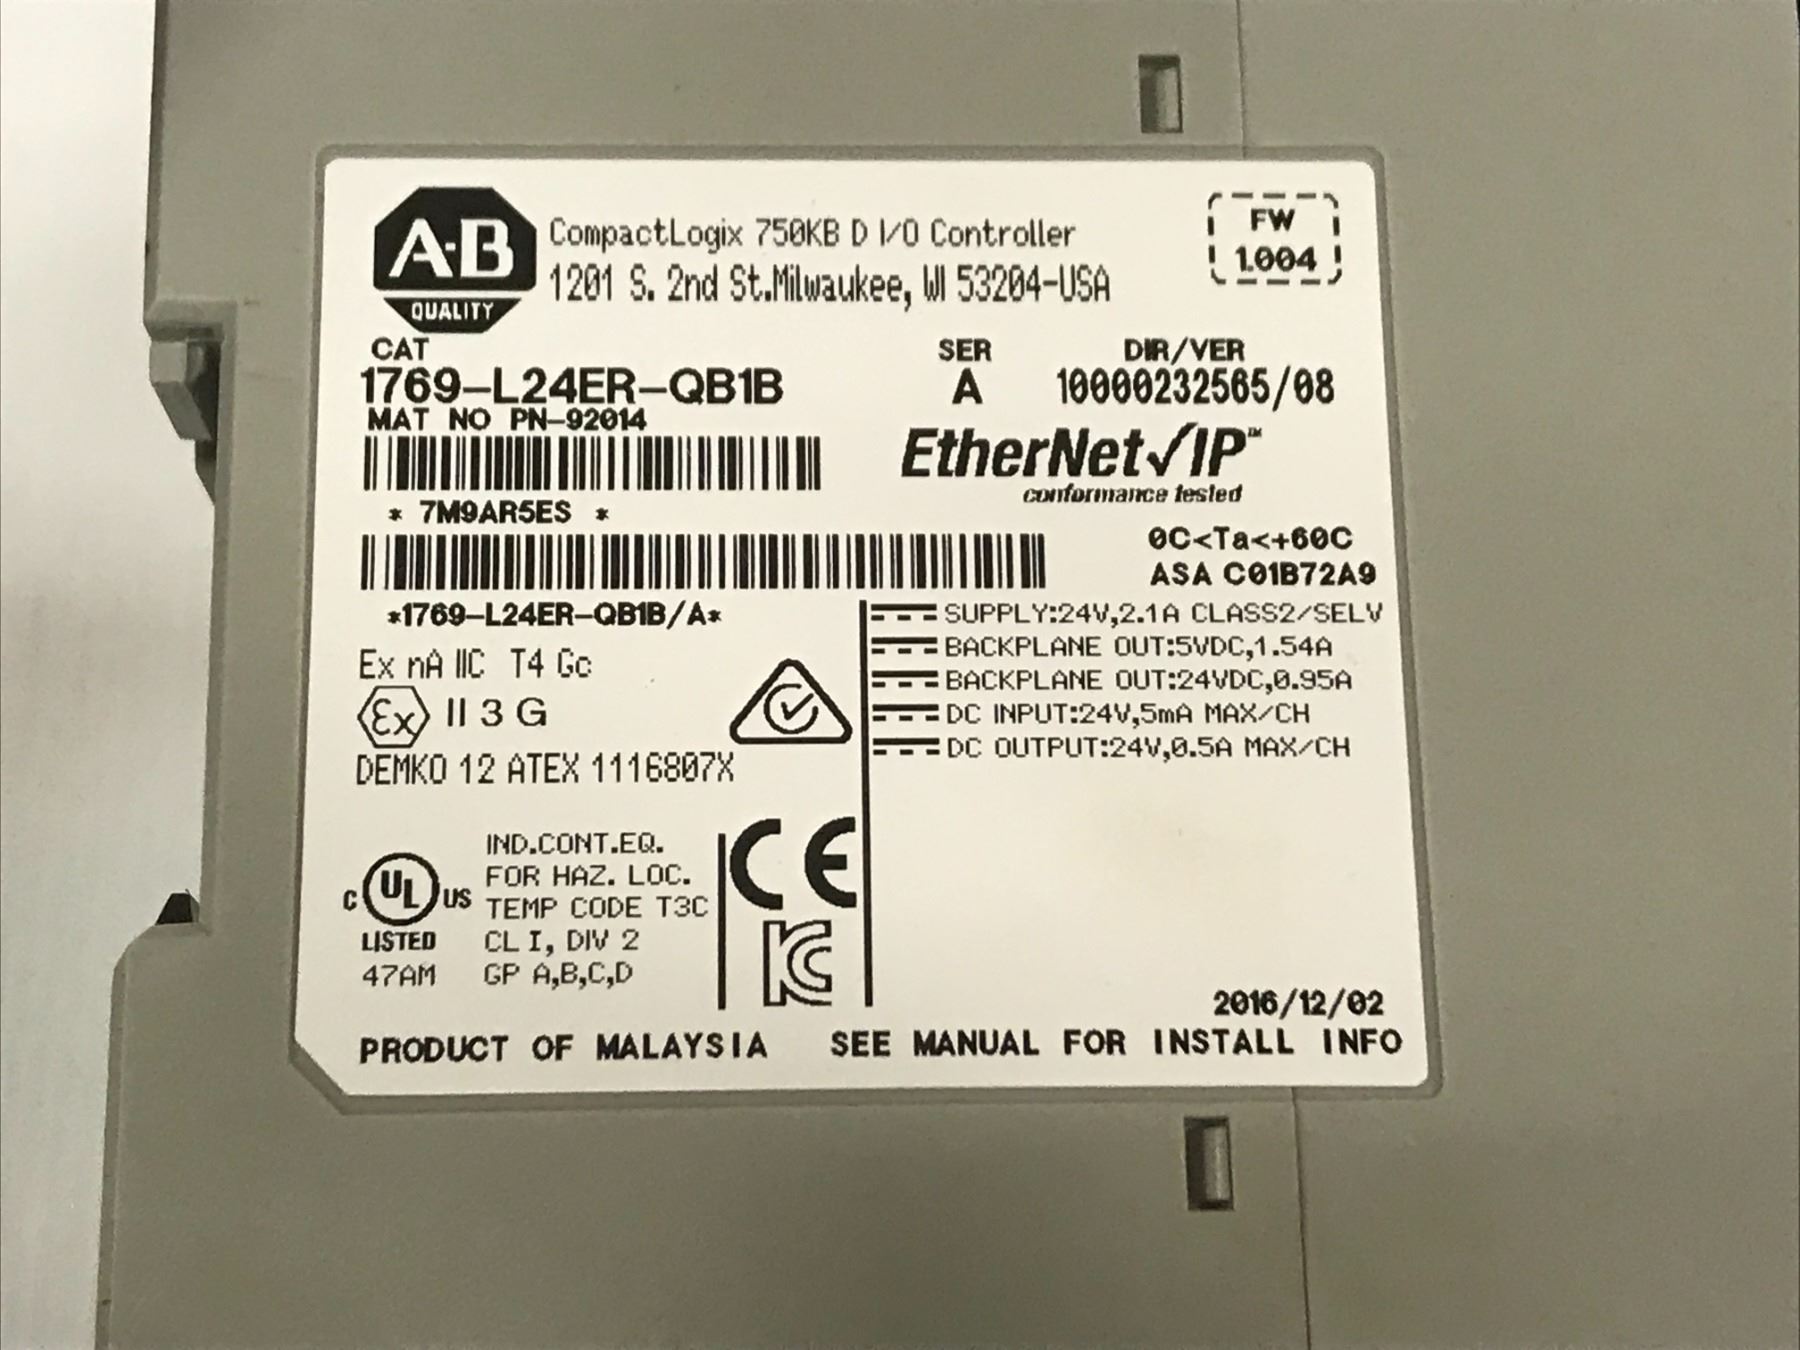 A-B
QUALITY
CompactLogix 750KB D I/O Controller
1201 S. 2nd St.Milwaukee, WI 53204-USA
FW
1.004
CAT
1769-L24ER-QB1B
SER
A
DIR/VER
10000232565/08
MAT NO PN-92014
EtherNet/IP™
conformance tested
* 7M9AR5ES *
0C<Ta<+60C
ASA C01B72A9
*1769-L24ER-QB1B/A*
SUPPLY:24V,2.1A CLASS2/SELV
BACKPLANE OUT:5VDC,1.54A
BACKPLANE OUT:24VDC,0.95A
DC INPUT:24V,5mA MAX/CH
DC OUTPUT:24V,0.5A MAX/CH
Ex nA IIC T4 Gc
Ex II 3 G
DEMKO 12 ATEX 1116807X
C UL US
LISTED
47AM
IND.CONT.EQ.
FOR HAZ. LOC.
TEMP CODE T3C
CL I, DIV 2
GP A,B,C,D
CE
KC
2016/12/02
PRODUCT OF MALAYSIA SEE MANUAL FOR INSTALL INFO